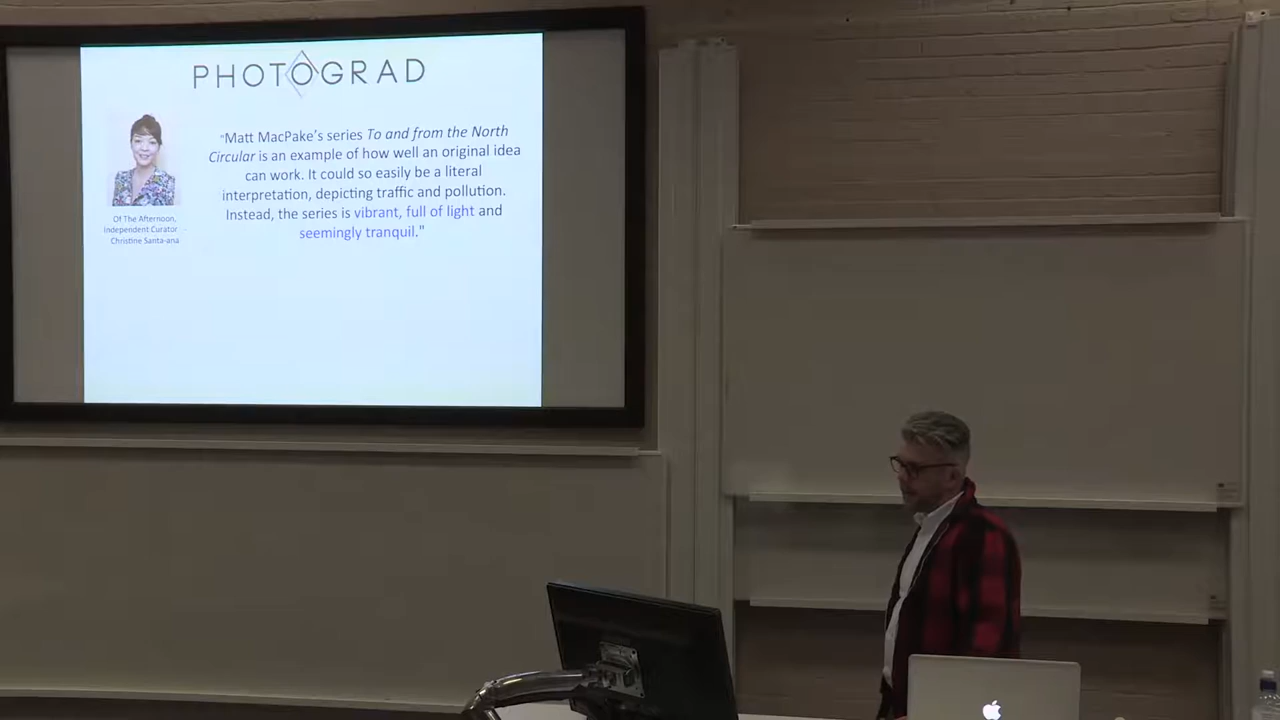 PHOTOGRAD
"Matt MacPake's series To and from the North
Circular is an example of how well an original idea
can work. It could so easily be a literal
interpretation, depicting traffic and pollution.
Instead, the series is vibrant, full of light and
seemingly tranquil."
Of The Afternoon,
Independent Curator -
Christine Santa-ana